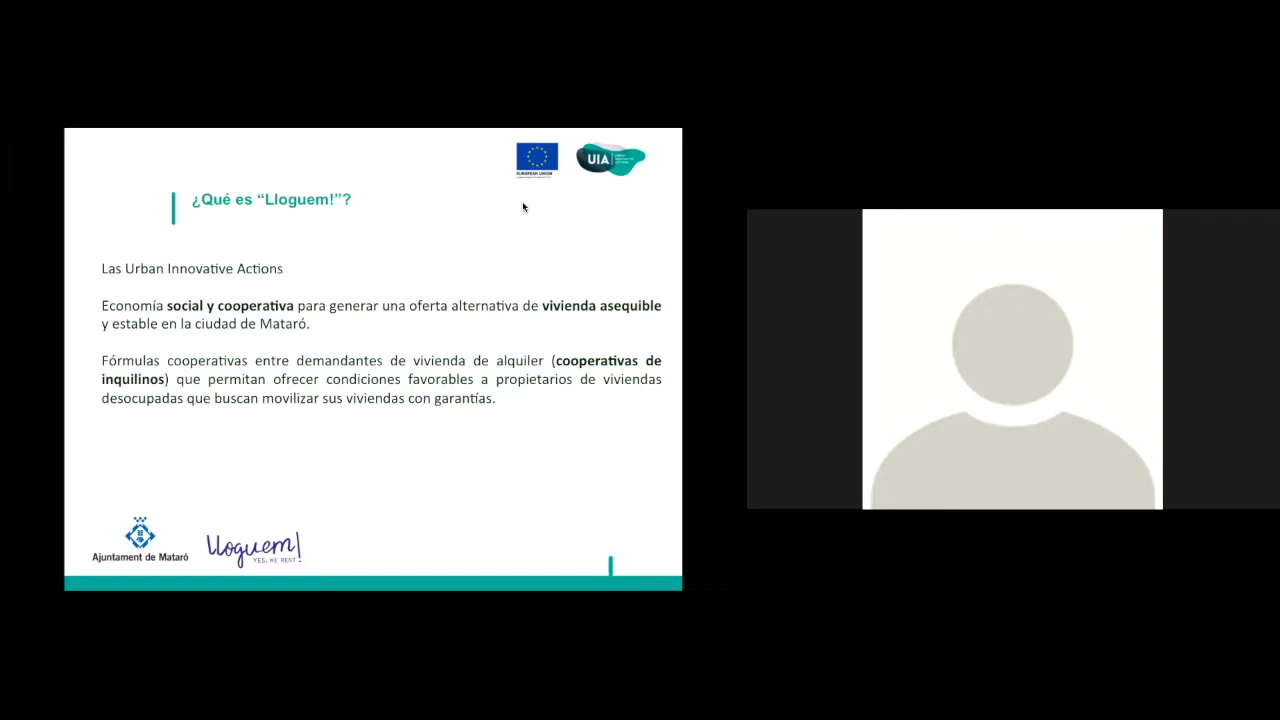 EUROPEAN UNION
UIA
¿Qué es “Lloguem!”?
Las Urban Innovative Actions
Economía social y cooperativa para generar una oferta alternativa de vivienda asequible
y estable en la ciudad de Mataró.
Fórmulas cooperativas entre demandantes de vivienda de alquiler (cooperativas de
inquilinos) que permitan ofrecer condiciones favorables a propietarios de viviendas
desocupadas que buscan movilizar sus viviendas con garantías.
Ajuntament de Mataró
lloguem!
YES, WE RENT!